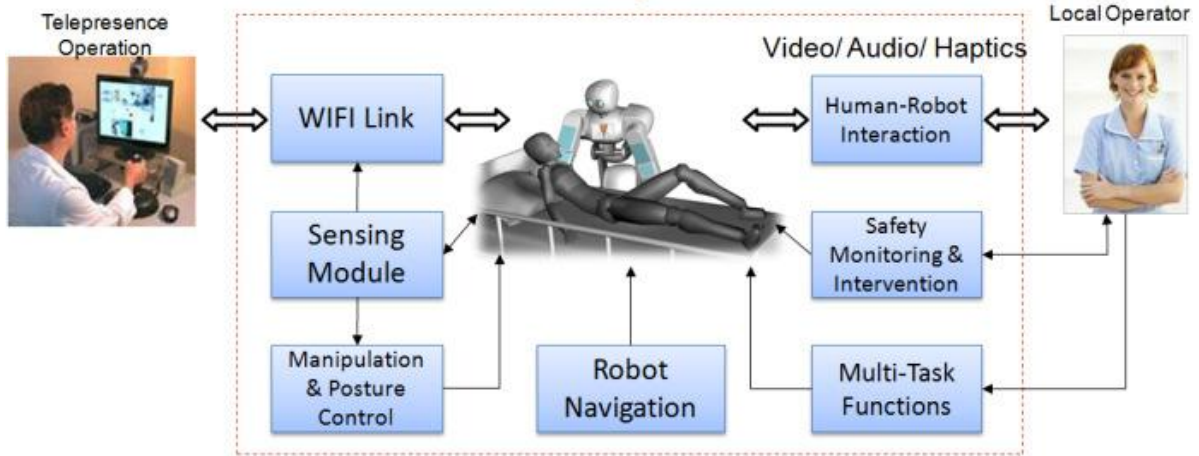 Telepresence
Operation
Local Operator
Video/ Audio/ Haptics
WIFI Link
Human-Robot
Interaction
Sensing
Module
Safety
Monitoring &
Intervention
Manipulation
& Posture
Control
Robot
Navigation
Multi-Task
Functions